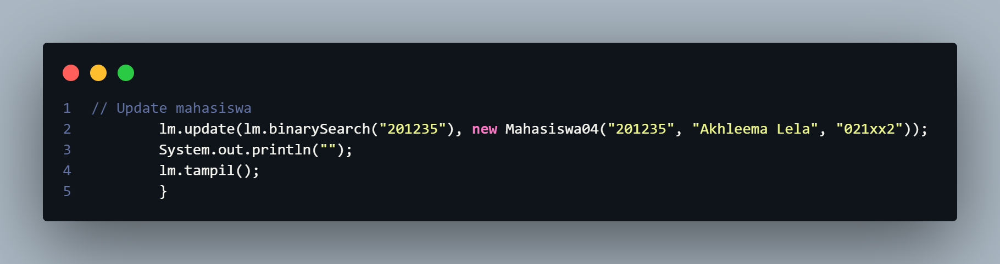 1 // Update mahasiswa
2 lm.update(lm.binarySearch("201235"), new Mahasiswa04("201235", "Akhleema Lela", "021xx2"));
3 System.out.println("");
4 lm.tampil();
5 }